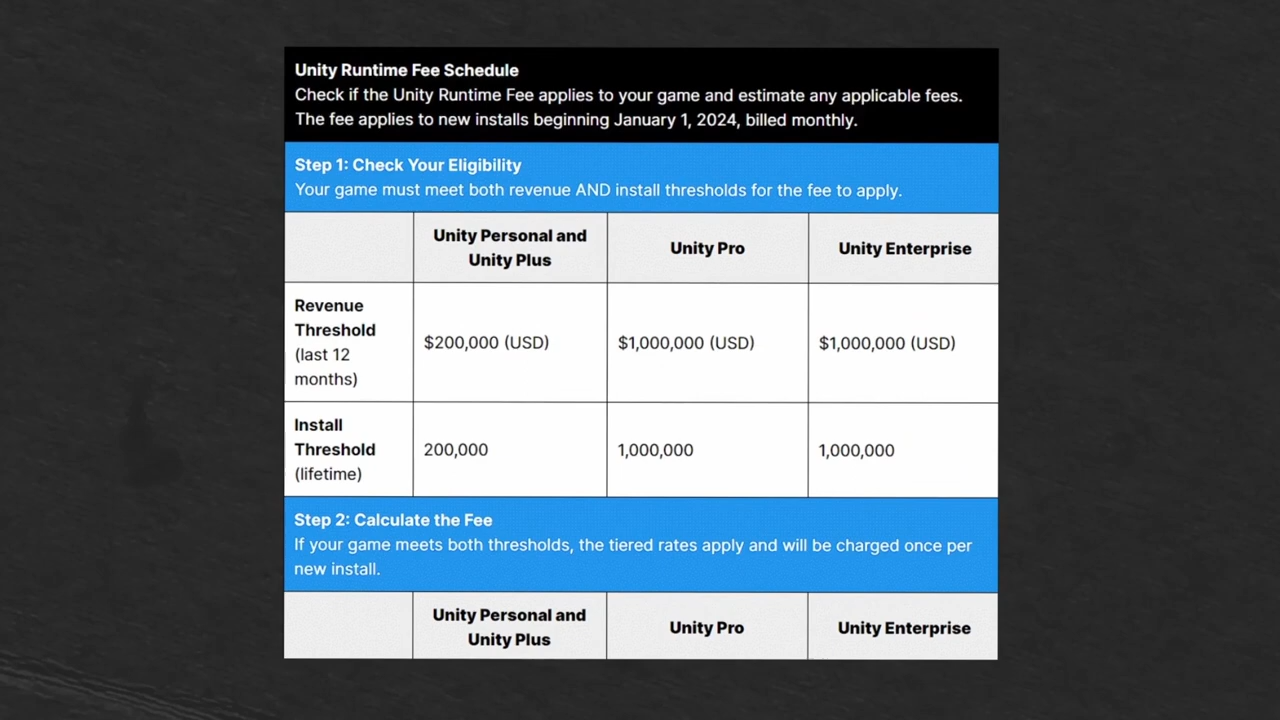 Unity Runtime Fee Schedule
Check if the Unity Runtime Fee applies to your game and estimate any applicable fees.
The fee applies to new installs beginning January 1, 2024, billed monthly.
Step 1: Check Your Eligibility
Your game must meet both revenue AND install thresholds for the fee to apply.
Unity Personal and
Unity Plus
Unity Pro
Unity Enterprise
Revenue
Threshold
(last 12
months)
$200,000 (USD)
$1,000,000 (USD)
$1,000,000 (USD)
Install
Threshold
(lifetime)
200,000
1,000,000
1,000,000
Step 2: Calculate the Fee
If your game meets both thresholds, the tiered rates apply and will be charged once per
new install.
Unity Personal and
Unity Plus
Unity Pro
Unity Enterprise